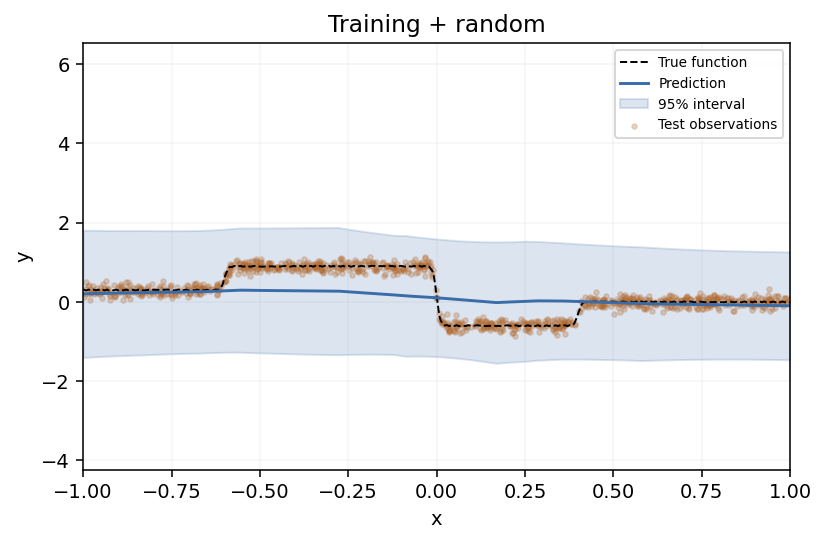 Training + random
True function
Prediction
95% interval
Test observations
6
4
2
0
−2
−4
y
−1.00 −0.75 −0.50 −0.25 0.00 0.25 0.50 0.75 1.00
x